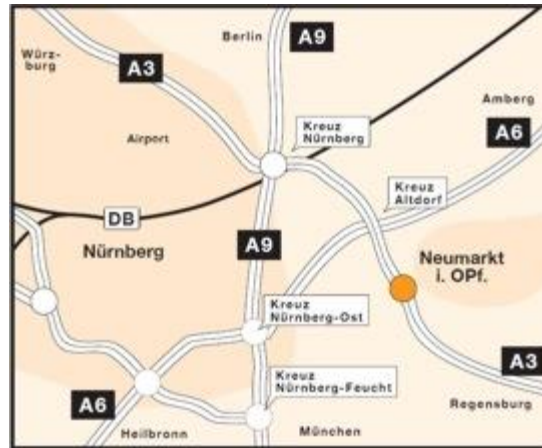 Berlin
A9
Würz-
burg
A3
Amberg
Airport
Kreuz
Nürnberg
A6
Kreuz
Altdorf
DB
Nürnberg
A9
Neumarkt
i. OPf.
Kreuz
Nürnberg-Ost
A3
Kreuz
Nürnberg-Feucht
A6
Regensburg
Heilbronn
München